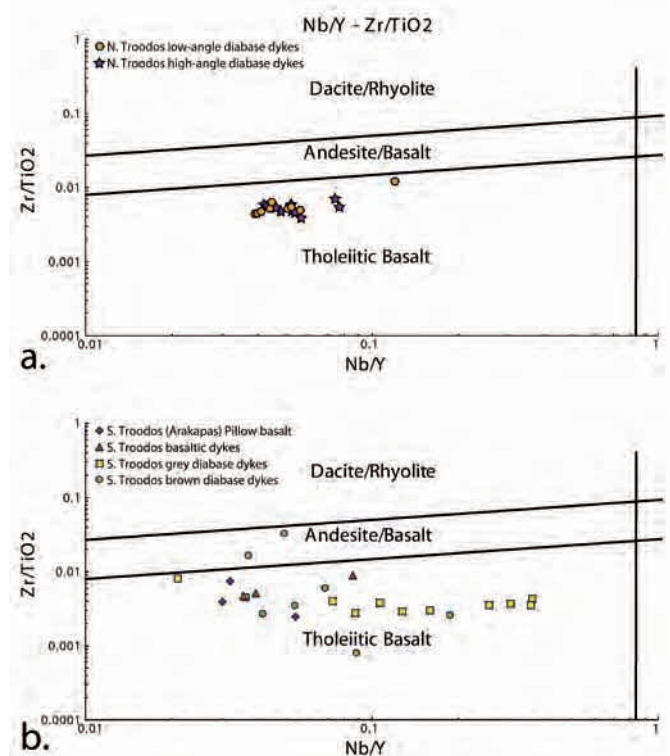 Nb/Y - Zr/TiO2
1
N. Troodos low-angle diabase dykes
N. Troodos high-angle diabase dykes
Dacite/Rhyolite
0.1
Andesite/Basalt
Zr/TiO2
0.01
0.001
Tholeiitic Basalt
0.0001
a.
0.01
0.1
1
Nb/Y
1
S. Troodos (Arakapas) Pillow basalt
S. Troodos basaltic dykes
S. Troodos grey diabase dykes
S. Troodos brown diabase dykes
Dacite/Rhyolite
0.1
Andesite/Basalt
Zr/TiO2
0.01
0.001
Tholeiitic Basalt
0.0001
b.
0.01
0.1
1
Nb/Y